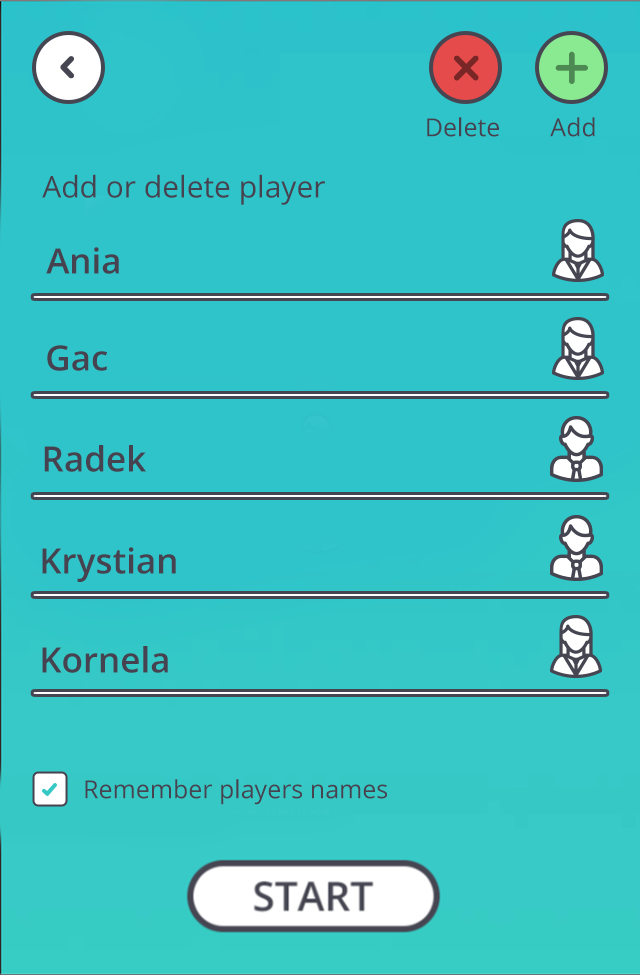 Delete Add
Add or delete player
Ania
Gac
Radek
Krystian
Kornela
Remember players names
START